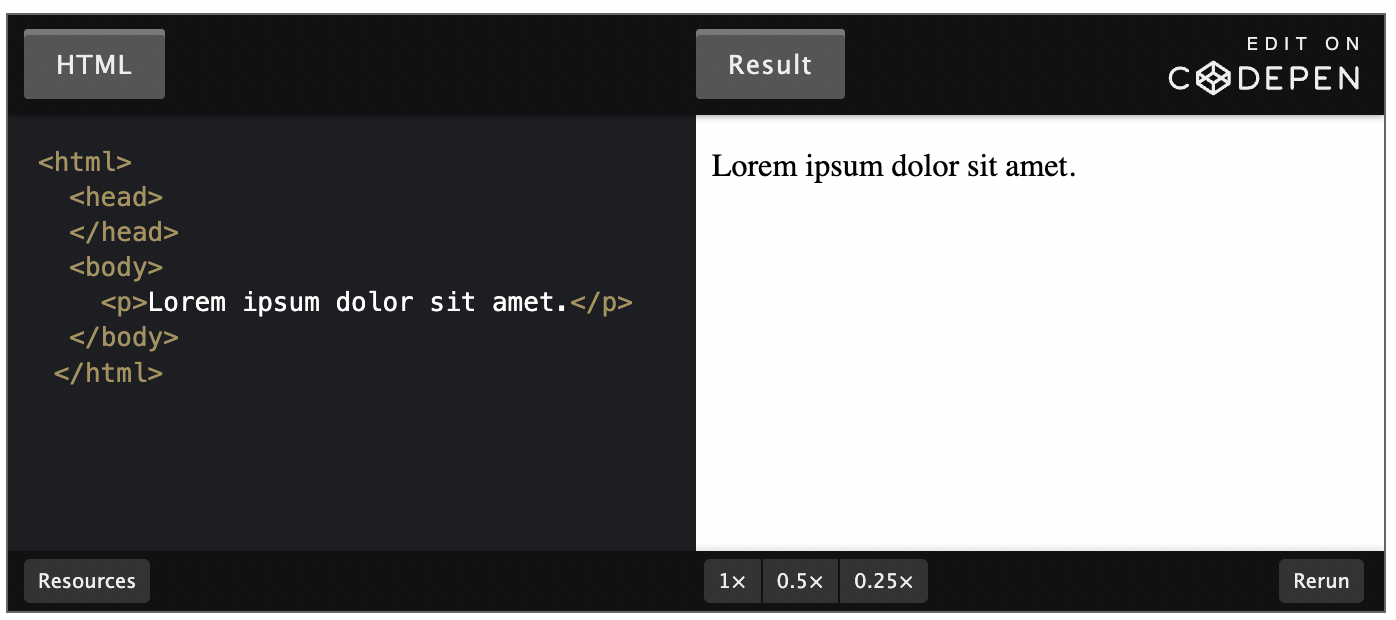 HTML
Result
EDIT ON
CODEPEN
<html>
  <head>
  </head>
  <body>
    <p>Lorem ipsum dolor sit amet.</p>
  </body>
 </html>
Lorem ipsum dolor sit amet.
Resources
1× 0.5× 0.25×
Rerun